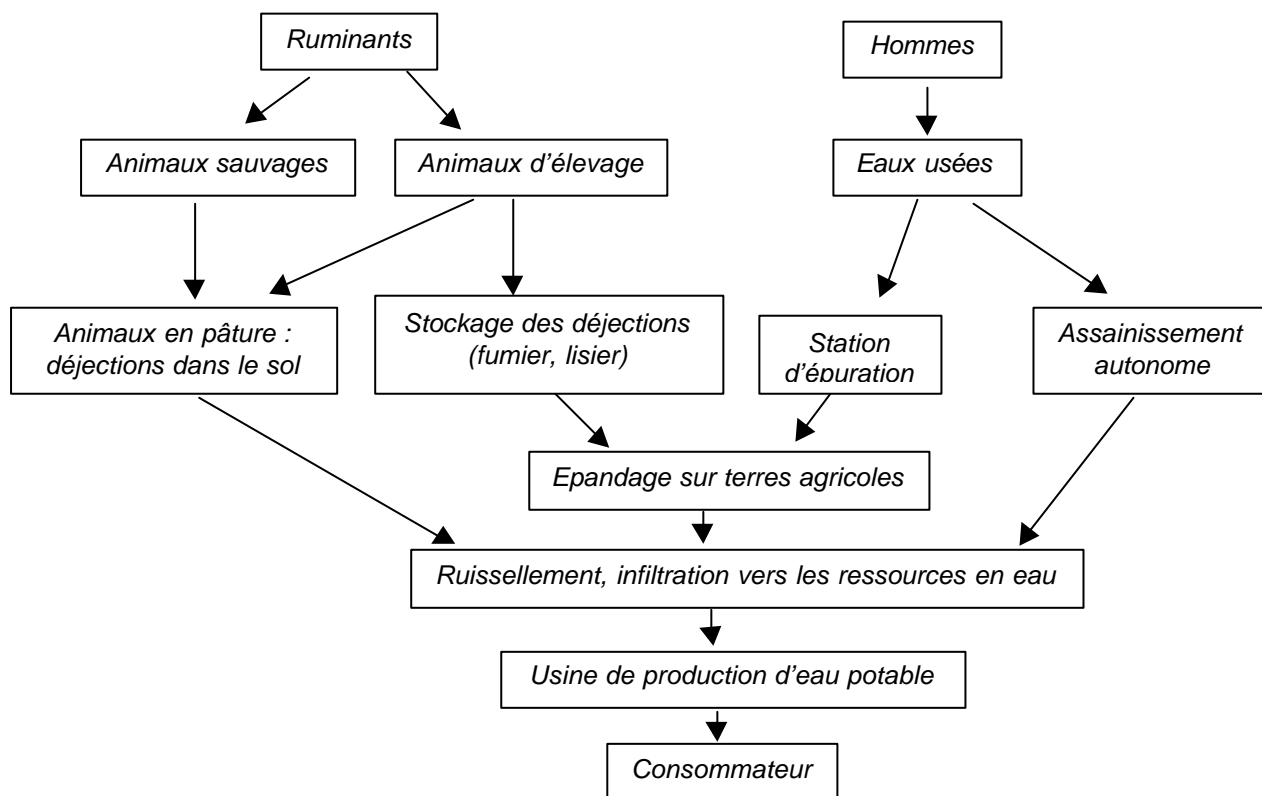 Ruminants
Hommes
Animaux sauvages
Animaux d’élevage
Eaux usées
Animaux en pâture :
déjections dans le sol
Stockage des déjections
(fumier, lisier)
Station
d’épuration
Assainissement
autonome
Epandage sur terres agricoles
Ruissellement, infiltration vers les ressources en eau
Usine de production d’eau potable
Consommateur